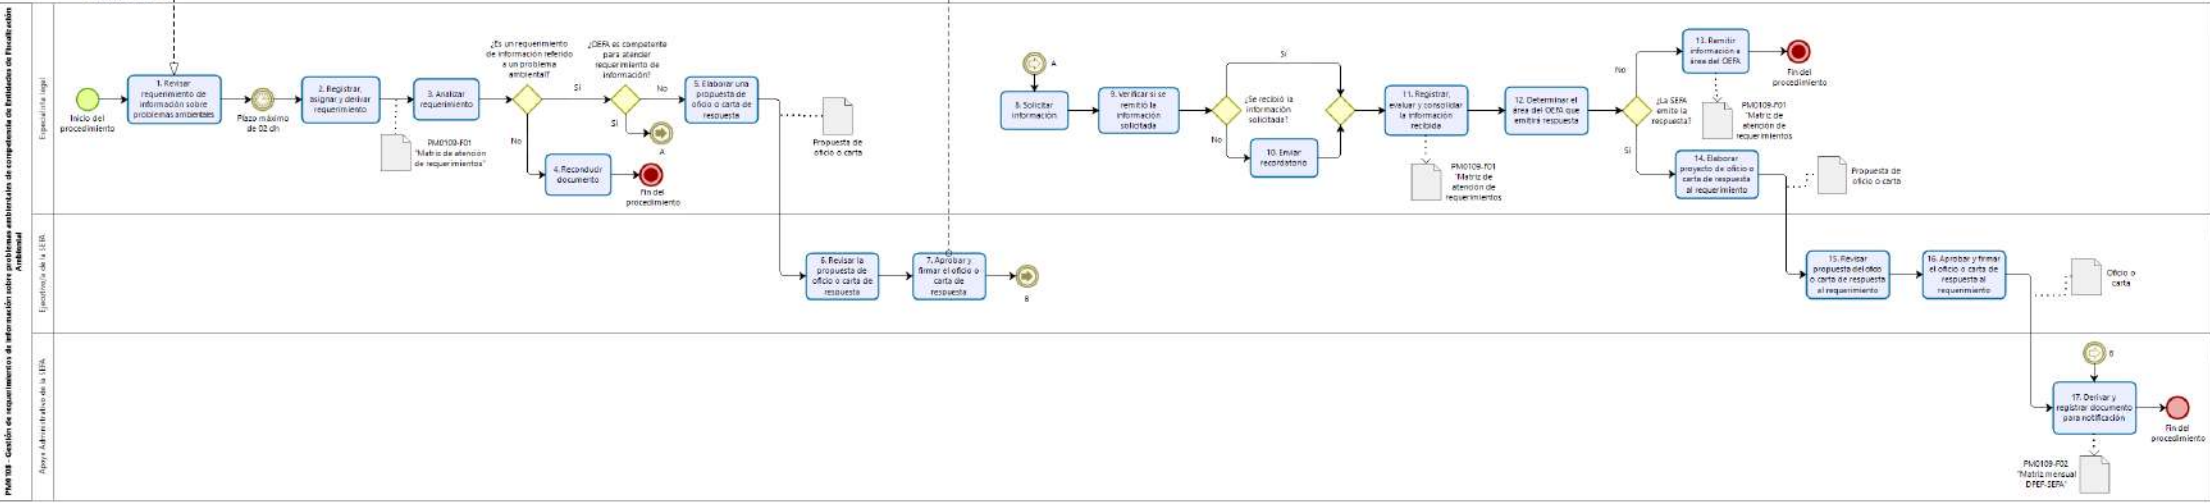 PM0108 - Gestión de requerimientos de información sobre problemas ambientales de competencia de Entidades de Fiscalización
Ambiental
Especialista legal
Inicio del
procedimiento
1. Revisar
requerimiento de
información sobre
problemas ambientales
Plazo máximo
de 02 dh
2. Registrar,
asignar y derivar
requerimiento
PM0109-F01
"Matriz de atención
de requerimientos"
3. Analizar
requerimiento
¿Es un requerimiento
de información referido
a un problema
ambiental?
Si
No
4. Reconducir
documento
Fin del
procedimiento
¿OEFA es competente
para atender
requerimiento de
información?
No
Si
A
5. Elaborar una
propuesta de
oficio o carta de
respuesta
Propuesta de
oficio o carta
A
8. Solicitar
información
9. Verificar si se
remitió la
información
solicitada
¿Se recibió la
información
solicitada?
Si
No
10. Enviar
recordatorio
11. Registrar,
evaluar y consolidar
la información
recibida
PM0109-F01
"Matriz de
atención de
requerimientos
12. Determinar el
área del OEFA que
emitirá respuesta
¿La SEFA
emite la
respuesta?
No
Si
13. Remitir
información a
área del OEFA
Fin del
procedimiento
PM0109-F01
"Matriz de
atención de
requerimientos
14. Elaborar
proyecto de oficio o
carta de respuesta
al requerimiento
Propuesta de
oficio o carta
Ejecutivo/a de la SEFA
6. Revisar la
propuesta de
oficio o carta de
respuesta
7. Aprobar y
firmar el oficio o
carta de
respuesta
B
15. Revisar
propuesta del oficio
o carta de respuesta
al requerimiento
16. Aprobar y firmar
el oficio o carta de
respuesta al
requerimiento
Oficio o
carta
Apoyo Administrativo de la SEFA
B
17. Derivar y
registrar documento
para notificación
Fin del
procedimiento
PM0109-F02
"Matriz mensual
DPEF-SEFA"